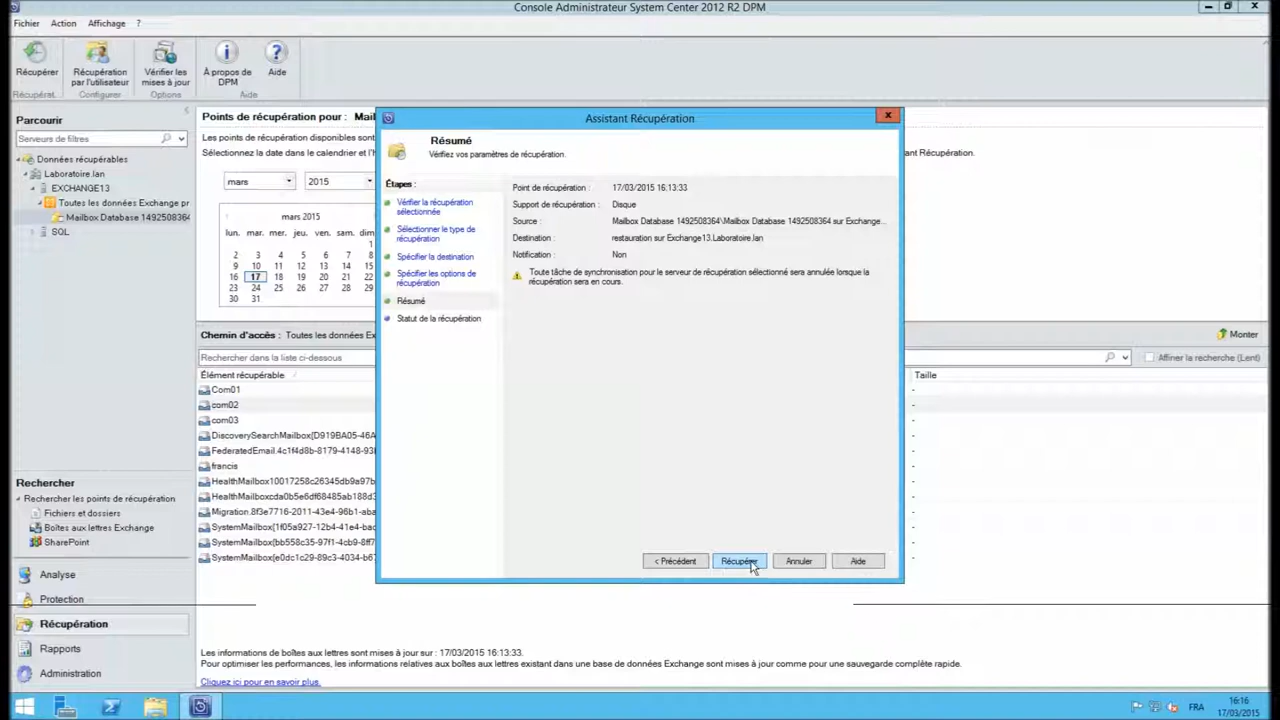 Console Administrateur System Center 2012 R2 DPM
Fichier Action Affichage ?
Récupérer
Récupération par l'utilisateur
Vérifier les mises à jour
À propos de DPM
Aide
Récupérat.
Configurer
Options
Aide
Parcourir
Serveurs de filtres
Données récupérables
Laboratoire.lan
EXCHANGE13
Toutes les données Exchange pr
Mailbox Database 1492508364
SQL
Rechercher
Rechercher les points de récupération
Fichiers et dossiers
Boîtes aux lettres Exchange
SharePoint
Analyse
Protection
Récupération
Rapports
Administration
Points de récupération pour : Mail
Les points de récupération disponibles sont
Sélectionnez la date dans le calendrier et l'h
ant Récupération.
mars 2015
mars 2015
lun. mar. mer. jeu. ven. sam. dim.
1
2 3 4 5 6 7 8
9 10 11 12 13 14 15
16 17 18 19 20 21 22
23 24 25 26 27 28 29
30 31
Chemin d'accès : Toutes les données Ex
Monter
Rechercher dans la liste ci-dessous
Affiner la recherche (Lent)
Élément récupérable
Taille
Com01 -
com02 -
com03 -
DiscoverySearchMailbox{D919BA05-46A -
FederatedEmail.4c1f4d8b-8179-4148-93 -
francis -
HealthMailbox10017258c26345db9a97b -
HealthMailboxcda0b5e6df68485ab188d3 -
Migration.8f3e7716-2011-43e4-96b1-aba -
SystemMailbox{1f05a927-12b4-41e4-bac -
SystemMailbox{bb558c35-97f1-4cb9-8ff7 -
SystemMailbox{e0dc1c29-89c3-4034-b67 -
Les informations de boîtes aux lettres sont mises à jour sur : 17/03/2015 16:13:33.
Pour optimiser les performances, les informations relatives aux boîtes aux lettres existant dans une base de données Exchange sont mises à jour comme pour une sauvegarde complète rapide.
Cliquez ici pour en savoir plus.
Assistant Récupération
Résumé
Vérifiez vos paramètres de récupération.
Étapes :
Vérifier la récupération
sélectionnée
Sélectionner le type de
récupération
Spécifier la destination
Spécifier les options de
récupération
Résumé
Statut de la récupération
Point de récupération : 17/03/2015 16:13:33
Support de récupération : Disque
Source : Mailbox Database 1492508364\Mailbox Database 1492508364 sur Exchange...
Destination : restauration sur Exchange13.Laboratoire.lan
Notification : Non
Toute tâche de synchronisation pour le serveur de récupération sélectionné sera annulée lorsque la
récupération sera en cours.
< Précédent Récupérer Annuler Aide
FRA
16:16
17/03/2015